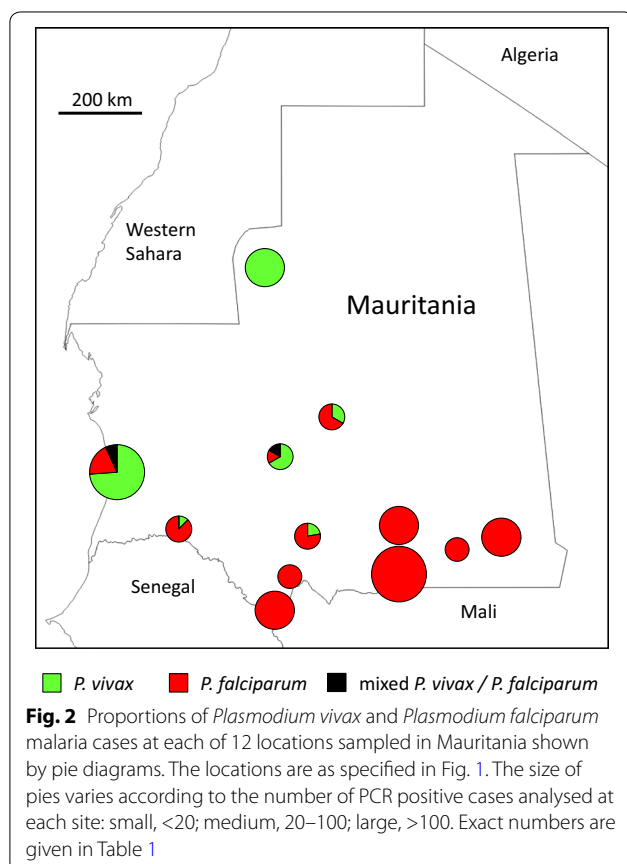 Algeria
200 km
Western
Sahara
Mauritania
Senegal
Mali
P. vivax P. falciparum mixed P. vivax / P. falciparum
Fig. 2 Proportions of Plasmodium vivax and Plasmodium falciparum
malaria cases at each of 12 locations sampled in Mauritania shown
by pie diagrams. The locations are as specified in Fig. 1. The size of
pies varies according to the number of PCR positive cases analysed at
each site: small, <20; medium, 20–100; large, >100. Exact numbers are
given in Table 1